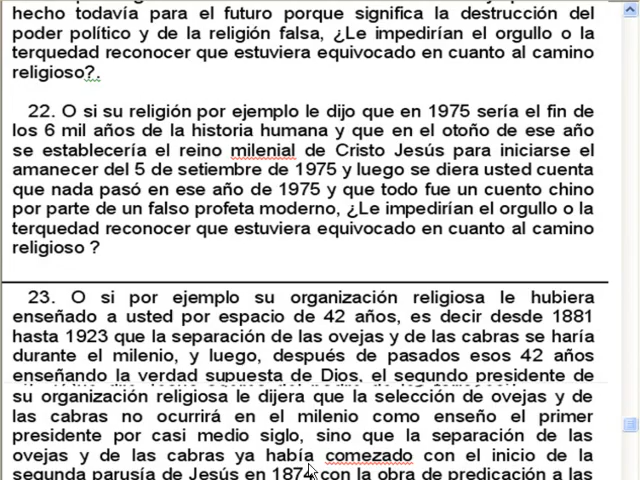 hecho todavía para el futuro porque significa la destrucción del
poder político y de la religión falsa, ¿Le impedirían el orgullo o la
terquedad reconocer que estuviera equivocado en cuanto al camino
religioso?.
22. O si su religión por ejemplo le dijo que en 1975 sería el fin de
los 6 mil años de la historia humana y que en el otoño de ese año
se establecería el reino milenial de Cristo Jesús para iniciarse el
amanecer del 5 de setiembre de 1975 y luego se diera usted cuenta
que nada pasó en ese año de 1975 y que todo fue un cuento chino
por parte de un falso profeta moderno, ¿Le impedirían el orgullo o la
terquedad reconocer que estuviera equivocado en cuanto al camino
religioso ?
23. O si por ejemplo su organización religiosa le hubiera
enseñado a usted por espacio de 42 años, es decir desde 1881
hasta 1923 que la separación de las ovejas y de las cabras se haría
durante el milenio, y luego, después de pasados esos 42 años
enseñando la verdad supuesta de Dios, el segundo presidente de
su organización religiosa le dijera que la selección de ovejas y de
las cabras no ocurrirá en el milenio como enseño el primer
presidente por casi medio siglo, sino que la separación de las
ovejas y de las cabras ya había comezado con el inicio de la
segunda parusía de Jesús en 1874 con la obra de predicación a las